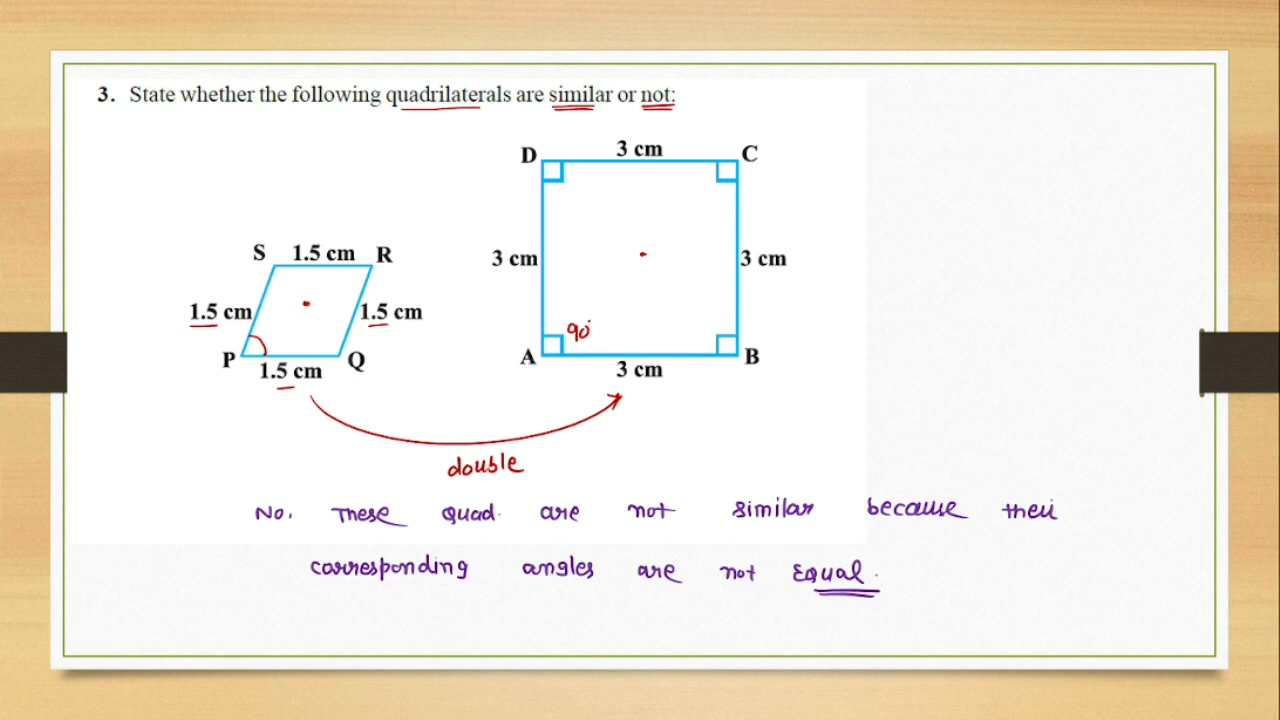 3. State whether the following quadrilaterals are similar or not:
D 3 cm C
S 1.5 cm R
3 cm 3 cm
1.5 cm 1.5 cm
90°
P 1.5 cm Q
A 3 cm B
double
No. These quad. are not similar because their
corresponding angles are not Equal.